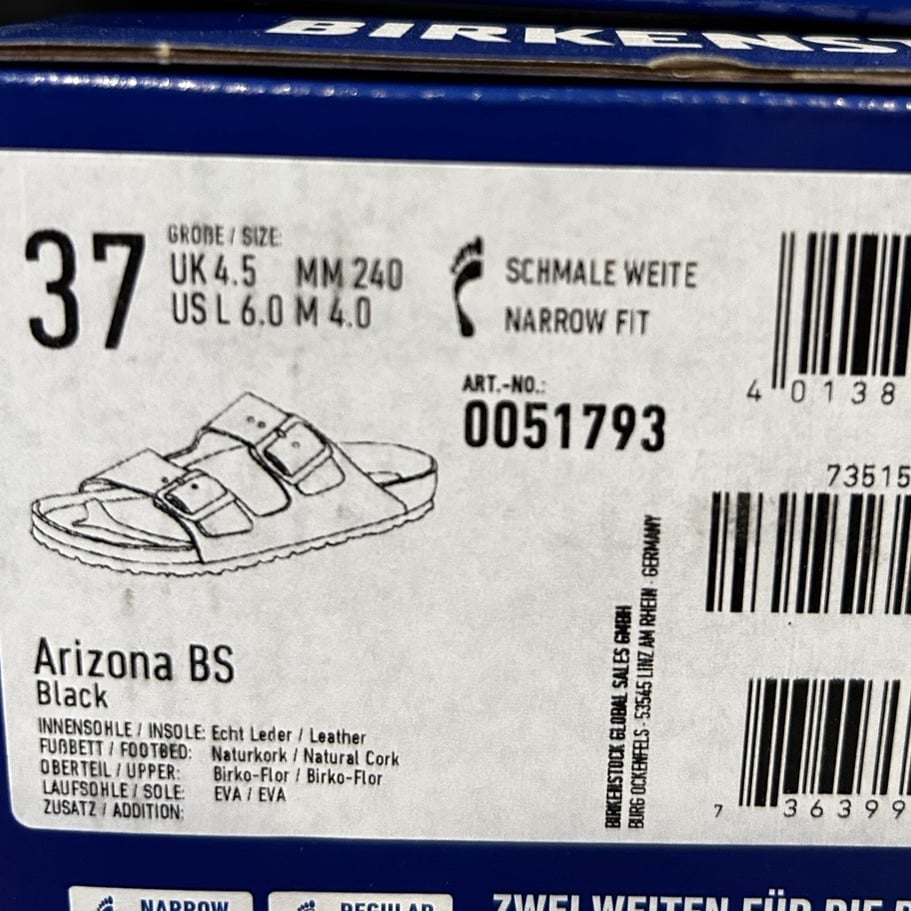 BIRKENS
37
GRÖßE / SIZE:
UK 4.5 MM 240
US L 6.0 M 4.0
SCHMALE WEITE
NARROW FIT
ART.-NO.:
0051793
4 0138
73515
Arizona BS
Black
INNENSOHLE / INSOLE: Echt Leder / Leather
FUßBETT / FOOTBED: Naturkork / Natural Cork
OBERTEIL / UPPER: Birko-Flor / Birko-Flor
LAUFSOHLE / SOLE: EVA / EVA
ZUSATZ / ADDITION:
BIRKENSTOCK GLOBAL SALES GMBH
BURG OCKENFELS · 53545 LINZ AM RHEIN · GERMANY
7 36399
NARROW
REGULAR
ZWEI WEITEN FÜR DIE